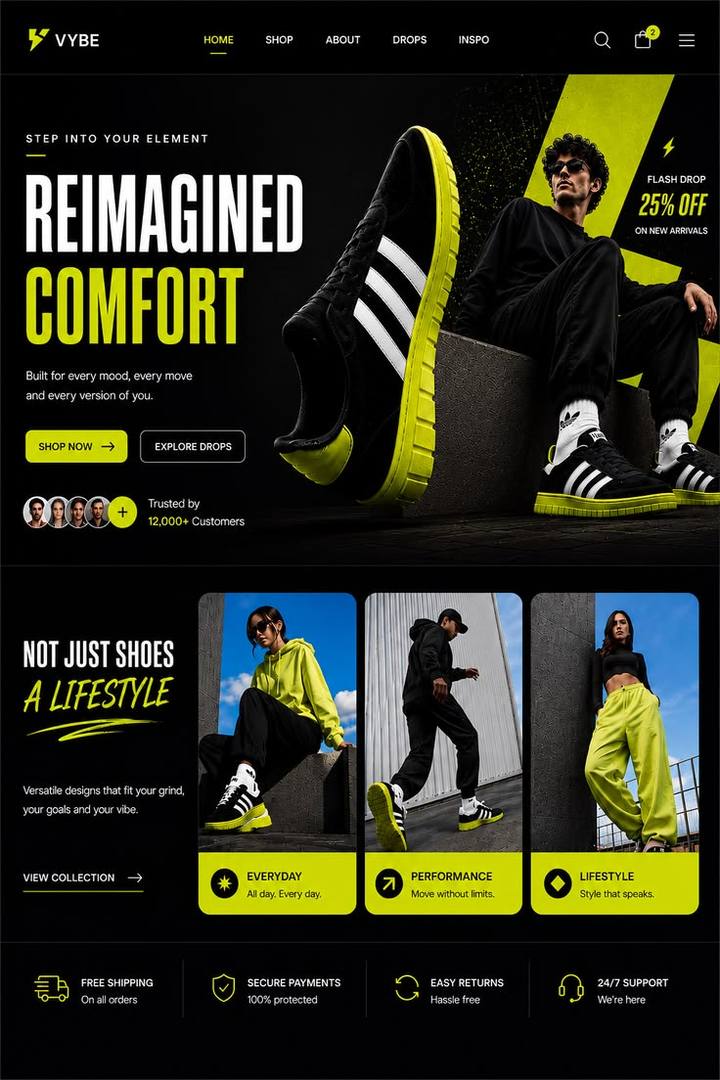 VYBE
HOME
SHOP
ABOUT
DROPS
INSPO
2
STEP INTO YOUR ELEMENT
REIMAGINED
COMFORT
Built for every mood, every move
and every version of you.
SHOP NOW
EXPLORE DROPS
+
Trusted by
12,000+ Customers
FLASH DROP
25% OFF
ON NEW ARRIVALS
NOT JUST SHOES
A LIFESTYLE
Versatile designs that fit your grind,
your goals and your vibe.
VIEW COLLECTION
EVERYDAY
All day. Every day.
PERFORMANCE
Move without limits.
LIFESTYLE
Style that speaks.
FREE SHIPPING
On all orders
SECURE PAYMENTS
100% protected
EASY RETURNS
Hassle free
24/7 SUPPORT
We're here